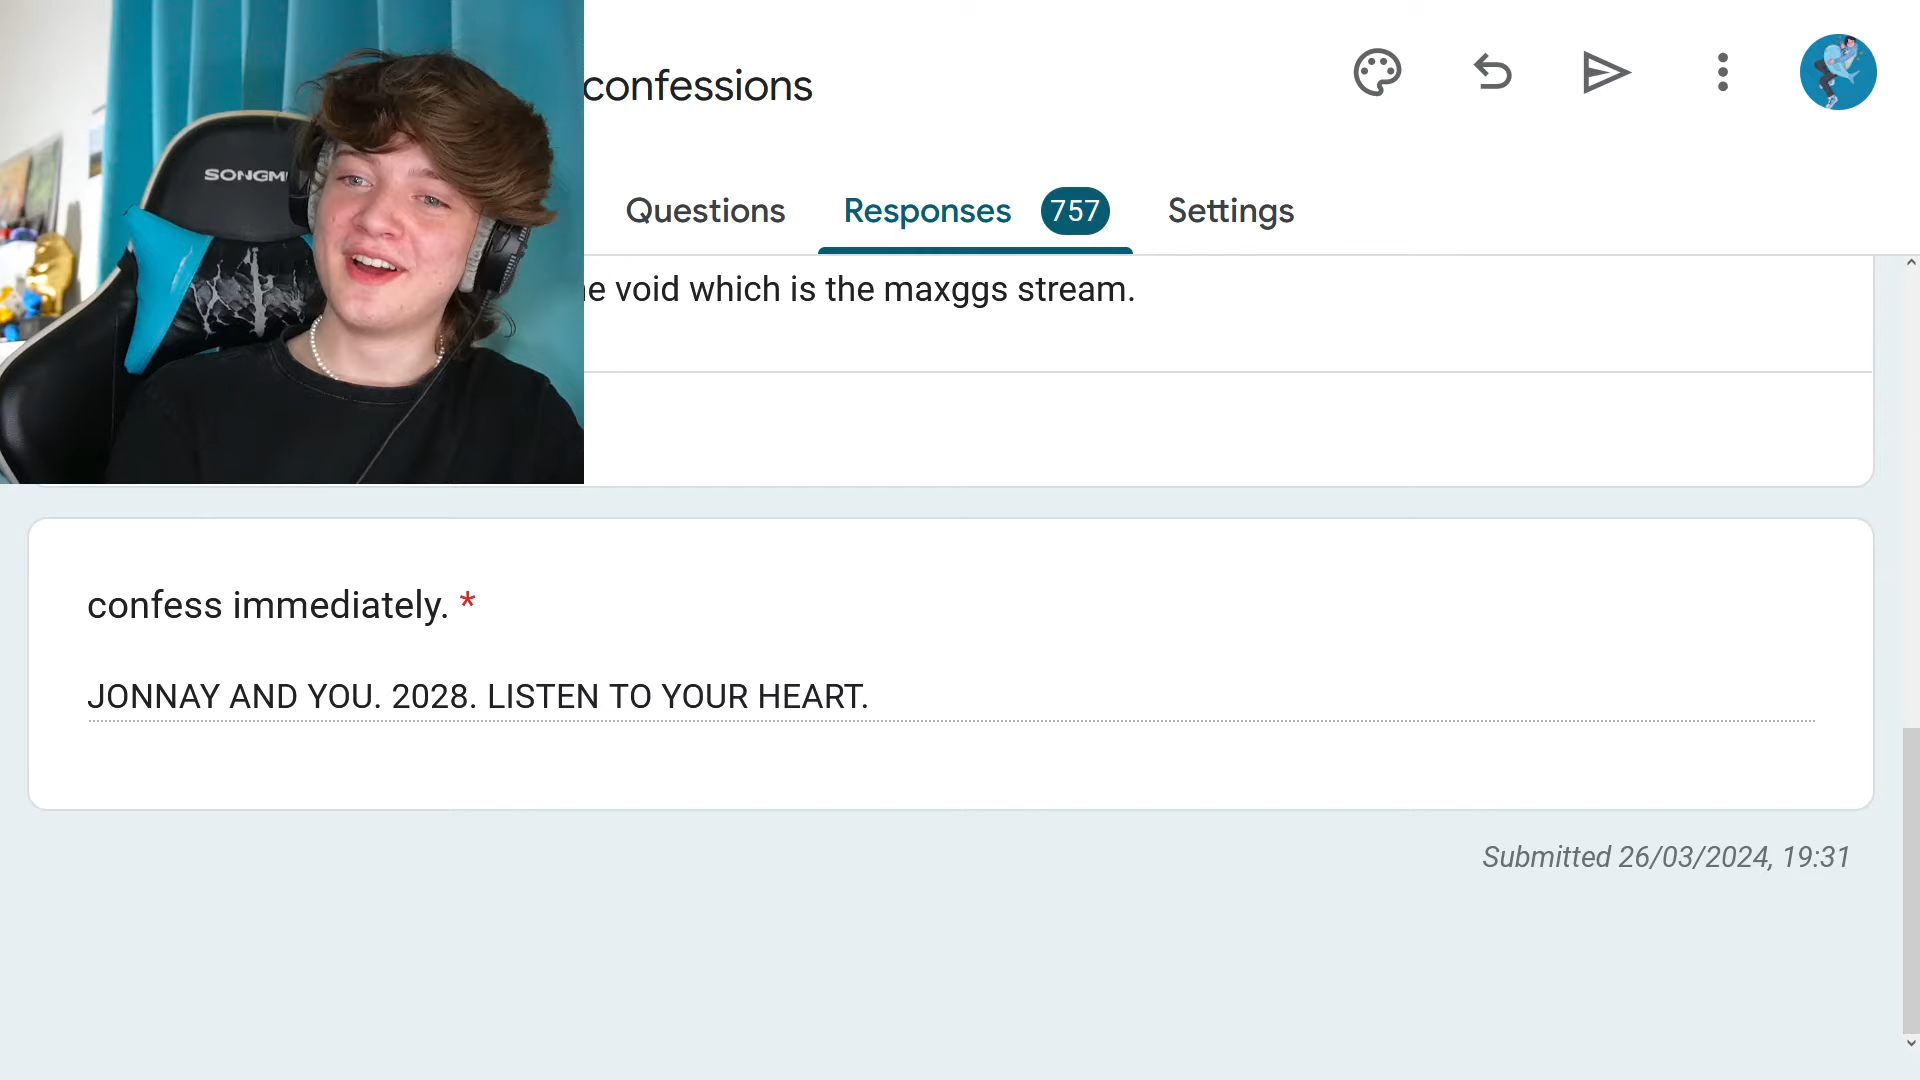 confessions
Questions Responses 757 Settings
void which is the maxggs stream.
confess immediately. *
JONNAY AND YOU. 2028. LISTEN TO YOUR HEART.
Submitted 26/03/2024, 19:31